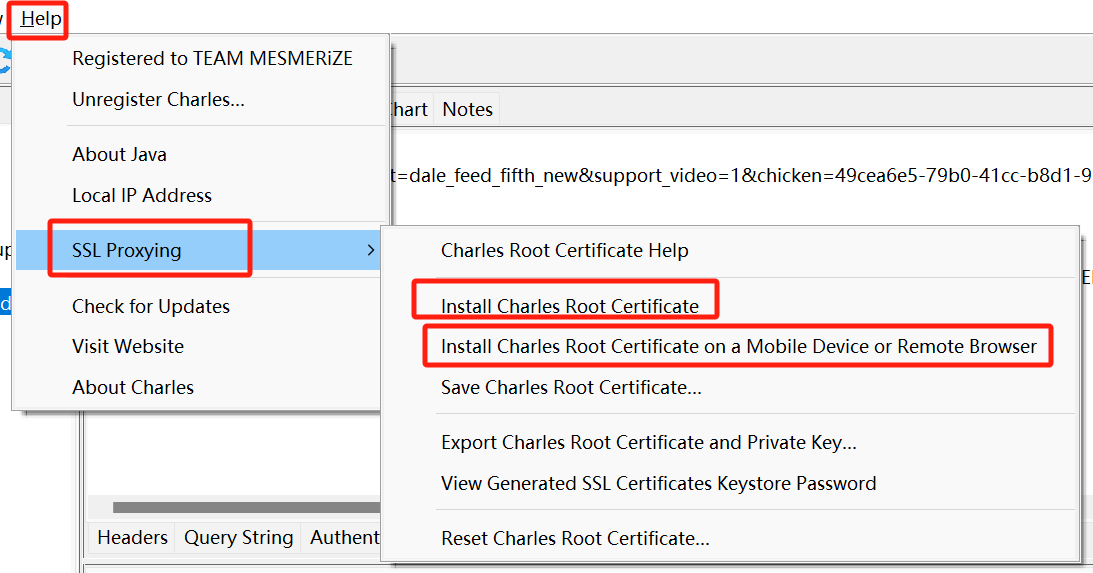 Help
Registered to TEAM MESMERiZE
Unregister Charles...
Chart Notes
About Java
t=dale_feed_fifth_new&support_video=1&chicken=49cea6e5-79b0-41cc-b8d1-9
Local IP Address
SSL Proxying
Charles Root Certificate Help
Check for Updates
Install Charles Root Certificate
Visit Website
Install Charles Root Certificate on a Mobile Device or Remote Browser
About Charles
Save Charles Root Certificate...
Export Charles Root Certificate and Private Key...
View Generated SSL Certificates Keystore Password
Headers Query String Authent
Reset Charles Root Certificate...